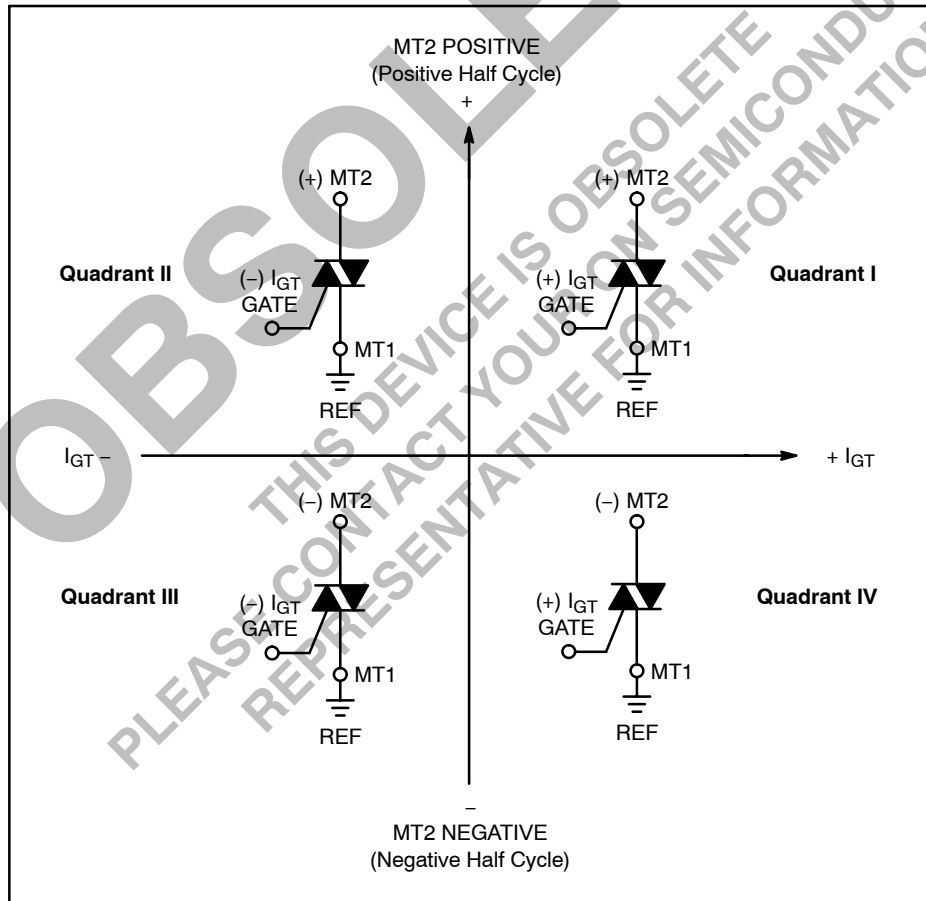 MT2 POSITIVE
(Positive Half Cycle)
+
(+) MT2
(+) MT2
Quadrant II
(−) IGT
GATE
(+) IGT
GATE
Quadrant I
MT1
MT1
REF
REF
IGT −
+ IGT
(−) MT2
(−) MT2
Quadrant III
(−) IGT
GATE
(+) IGT
GATE
Quadrant IV
MT1
MT1
REF
REF
−
MT2 NEGATIVE
(Negative Half Cycle)
OBSOLE
THIS DEVICE IS OBSOLETE
PLEASE CONTACT YOUR ON SEMICONDU
REPRESENTATIVE FOR INFORMATION